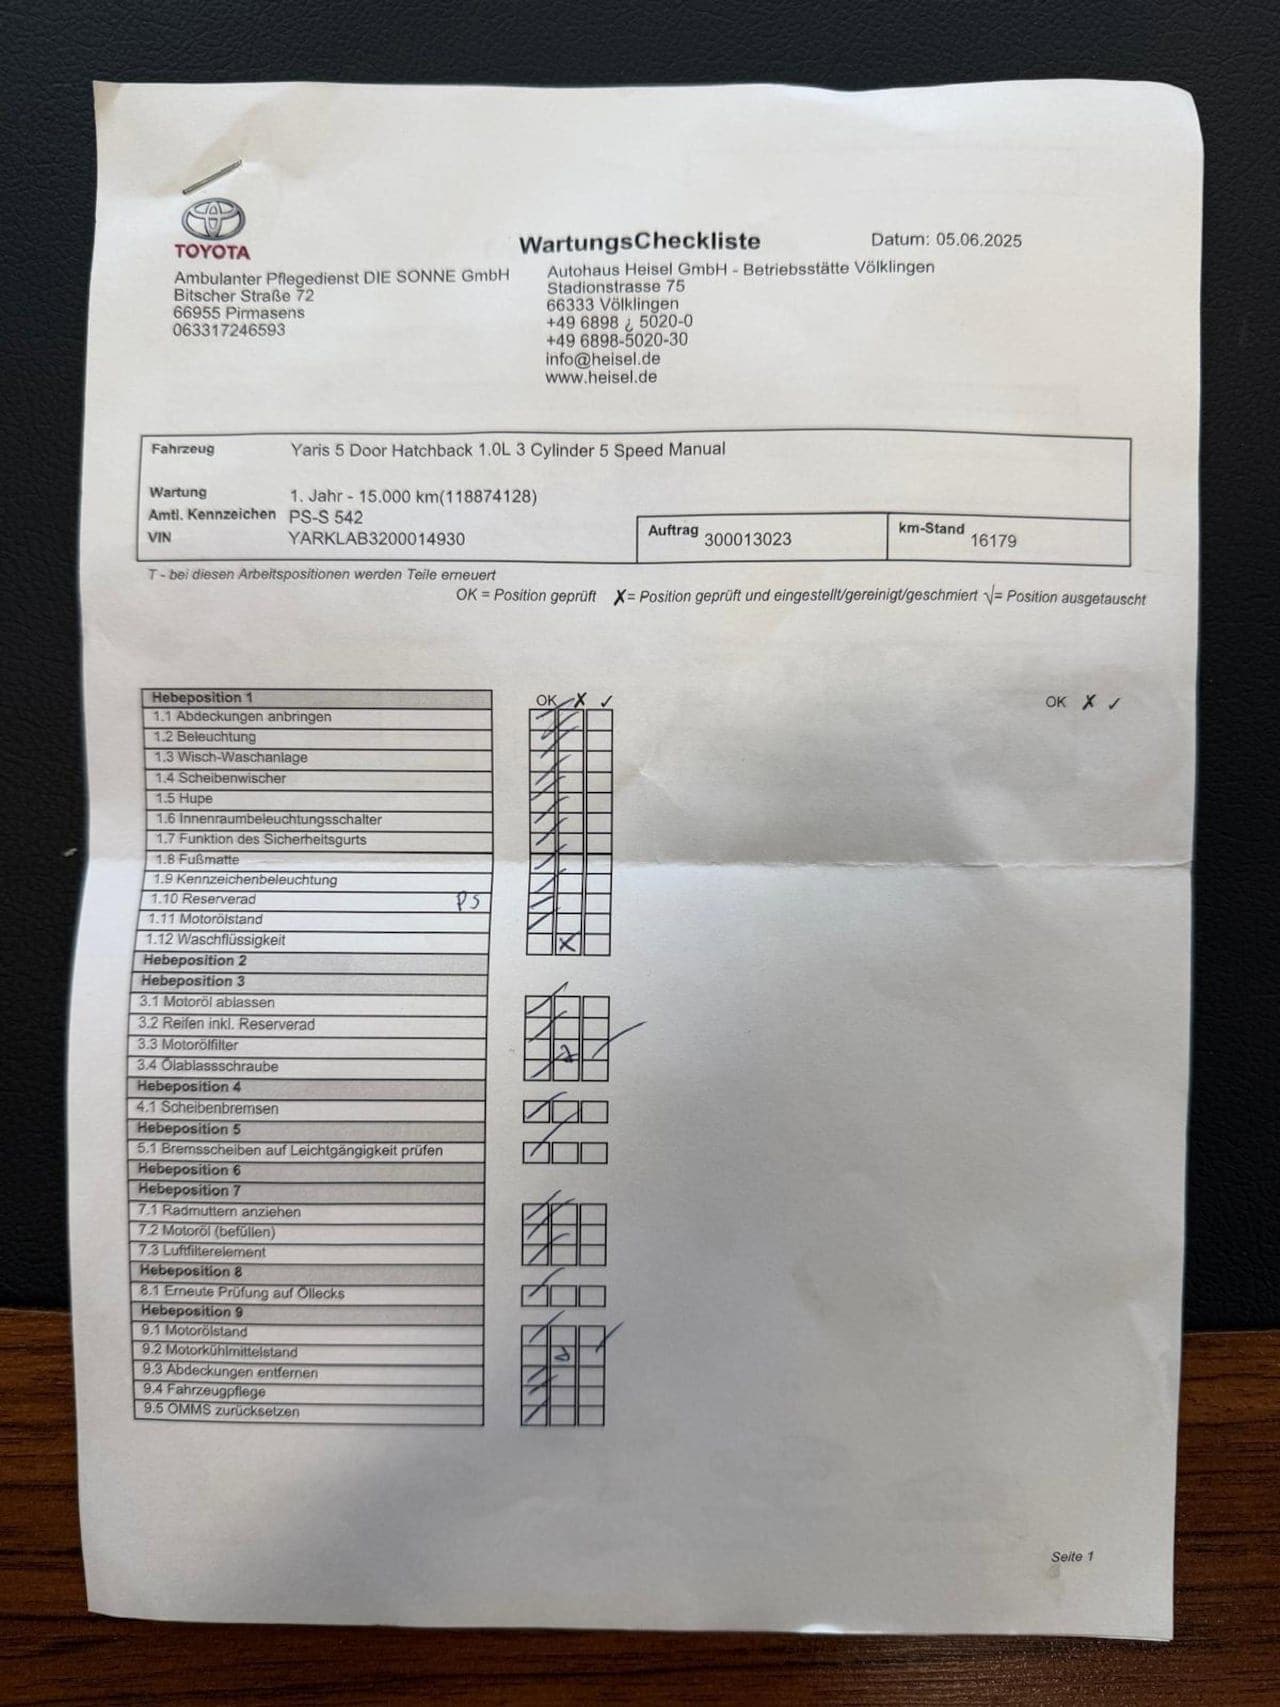 TOYOTA
WartungsCheckliste
Datum: 05.06.2025
Ambulanter Pflegedienst DIE SONNE GmbH
Bitscher Straße 72
66955 Pirmasens
063317246593
Autohaus Heisel GmbH - Betriebsstätte Völklingen
Stadionstrasse 75
66333 Völklingen
+49 6898 ¿ 5020-0
+49 6898-5020-30
info@heisel.de
www.heisel.de
Fahrzeug Yaris 5 Door Hatchback 1.0L 3 Cylinder 5 Speed Manual
Wartung 1. Jahr - 15.000 km(118874128)
Amtl. Kennzeichen PS-S 542
VIN YARKLAB3200014930
Auftrag 300013023
km-Stand 16179
T - bei diesen Arbeitspositionen werden Teile erneuert
OK = Position geprüft ✗= Position geprüft und eingestellt/gereinigt/geschmiert √= Position ausgetauscht
Hebeposition 1 OK ✗ ✓ OK ✗ ✓
1.1 Abdeckungen anbringen
1.2 Beleuchtung
1.3 Wisch-Waschanlage
1.4 Scheibenwischer
1.5 Hupe
1.6 Innenraumbeleuchtungsschalter
1.7 Funktion des Sicherheitsgurts
1.8 Fußmatte
1.9 Kennzeichenbeleuchtung
1.10 Reserverad PS
1.11 Motorölstand
1.12 Waschflüssigkeit X
Hebeposition 2
Hebeposition 3
3.1 Motoröl ablassen
3.2 Reifen inkl. Reserverad
3.3 Motorölfilter
3.4 Ölablassschraube
Hebeposition 4
4.1 Scheibenbremsen
Hebeposition 5
5.1 Bremsscheiben auf Leichtgängigkeit prüfen
Hebeposition 6
Hebeposition 7
7.1 Radmuttern anziehen
7.2 Motoröl (befüllen)
7.3 Luftfilterelement
Hebeposition 8
8.1 Erneute Prüfung auf Öllecks
Hebeposition 9
9.1 Motorölstand
9.2 Motorkühlmittelstand
9.3 Abdeckungen entfernen
9.4 Fahrzeugpflege
9.5 OMMS zurücksetzen
Seite 1